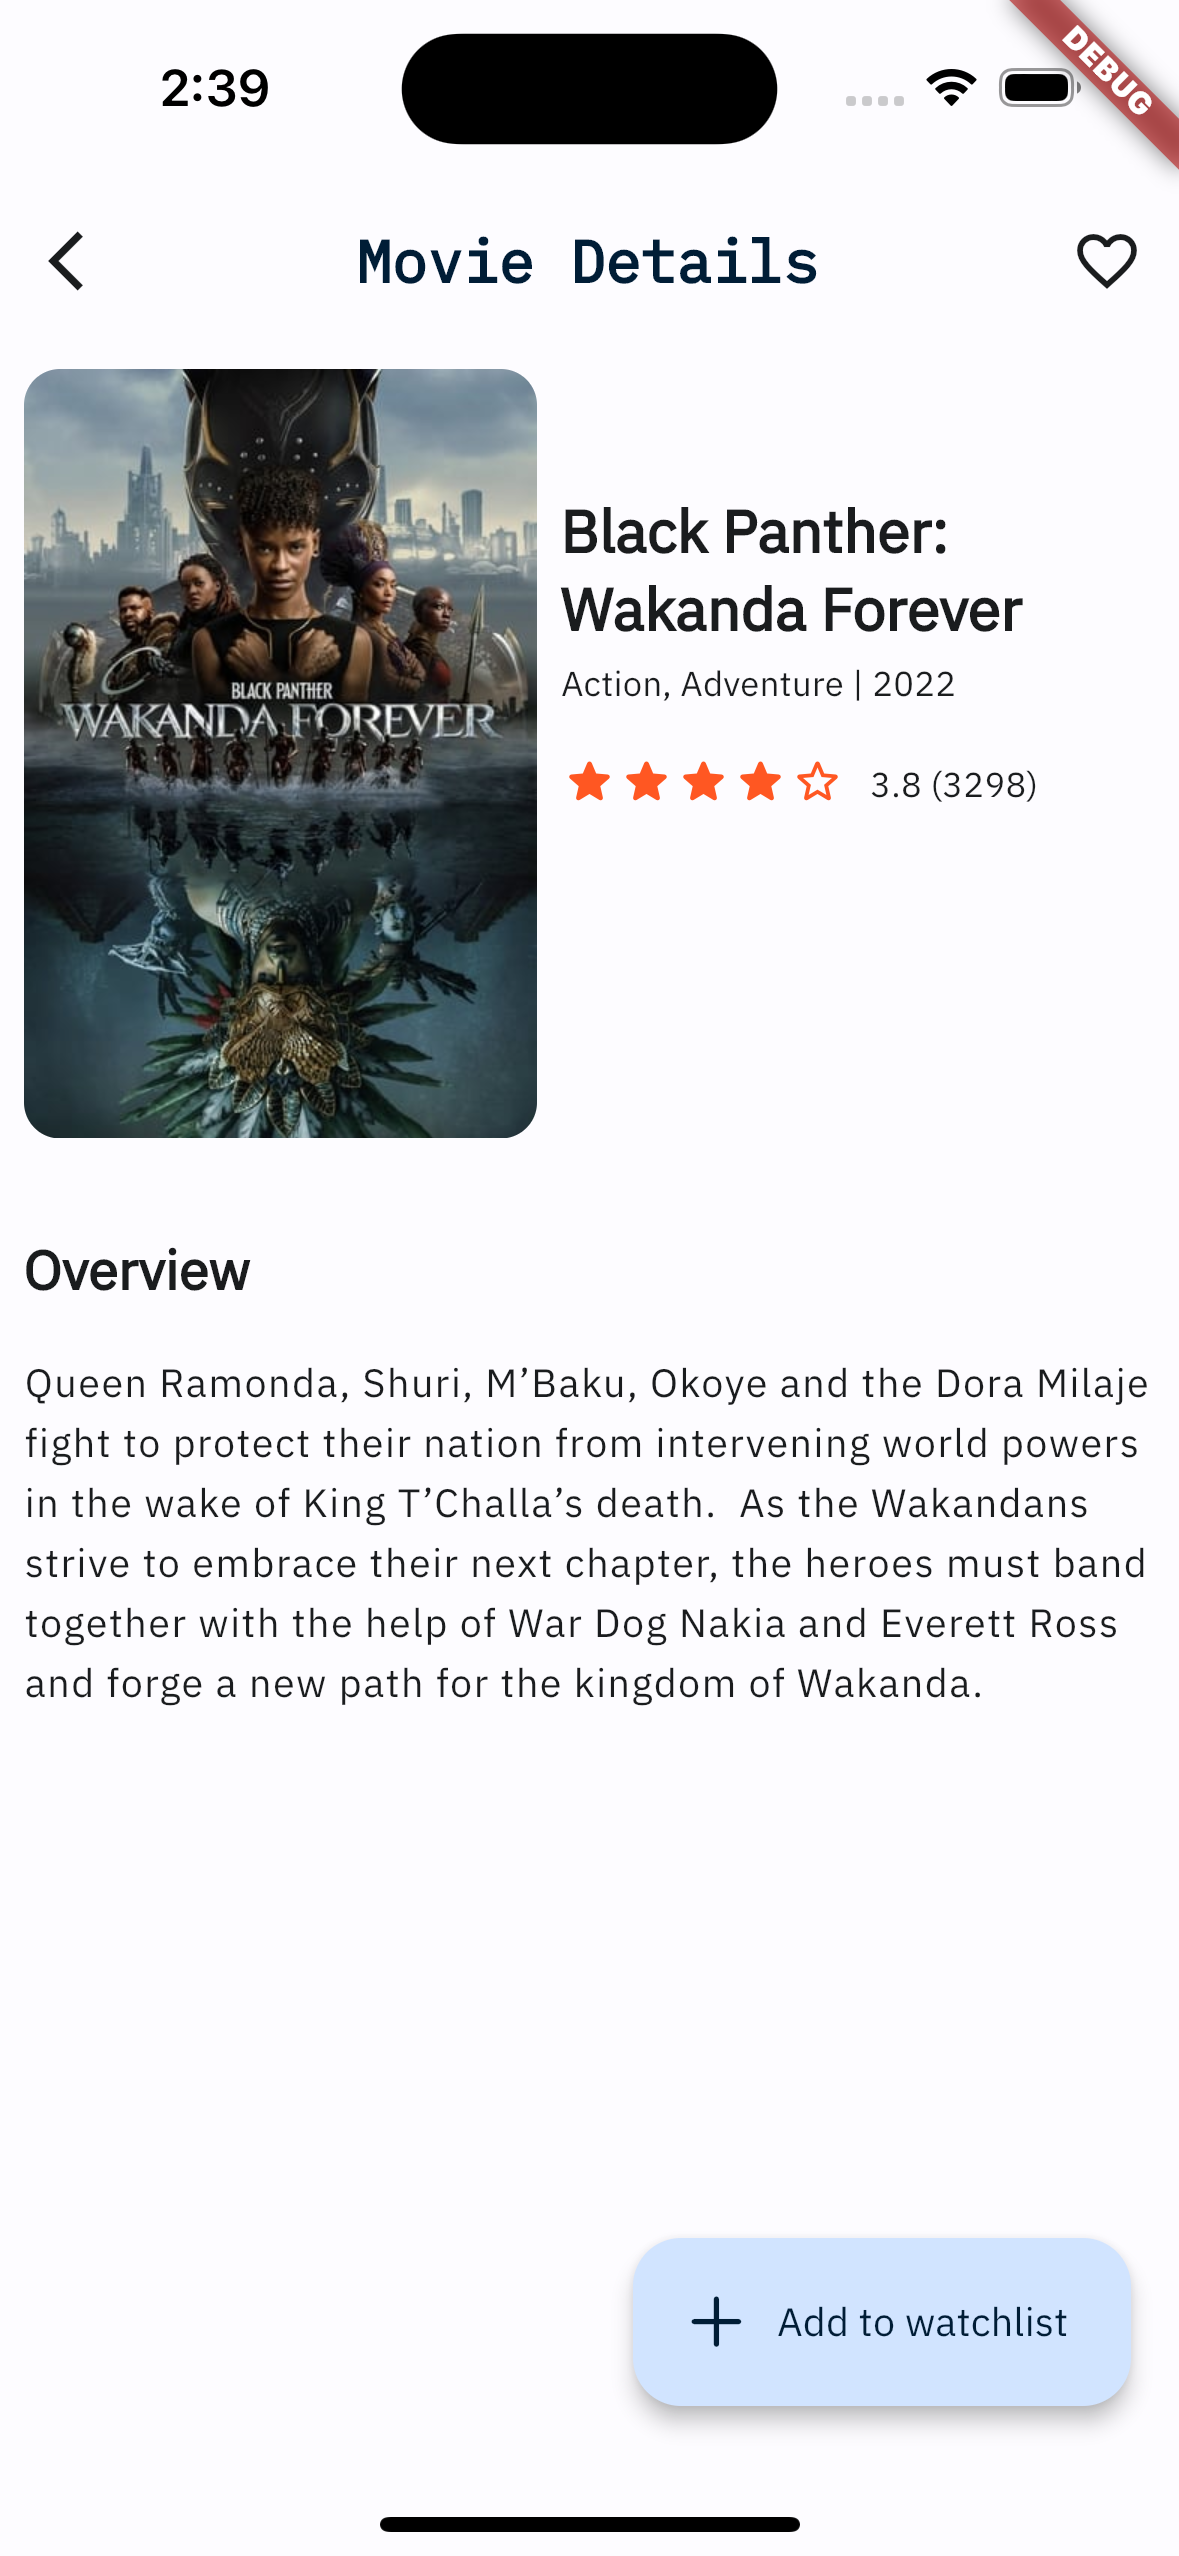 2:39
DEBUG
Movie Details
BLACK PANTHER
WAKANDA FOREVER
Black Panther:
Wakanda Forever
Action, Adventure | 2022
3.8 (3298)
Overview
Queen Ramonda, Shuri, M’Baku, Okoye and the Dora Milaje
fight to protect their nation from intervening world powers
in the wake of King T’Challa’s death.  As the Wakandans
strive to embrace their next chapter, the heroes must band
together with the help of War Dog Nakia and Everett Ross
and forge a new path for the kingdom of Wakanda.
Add to watchlist